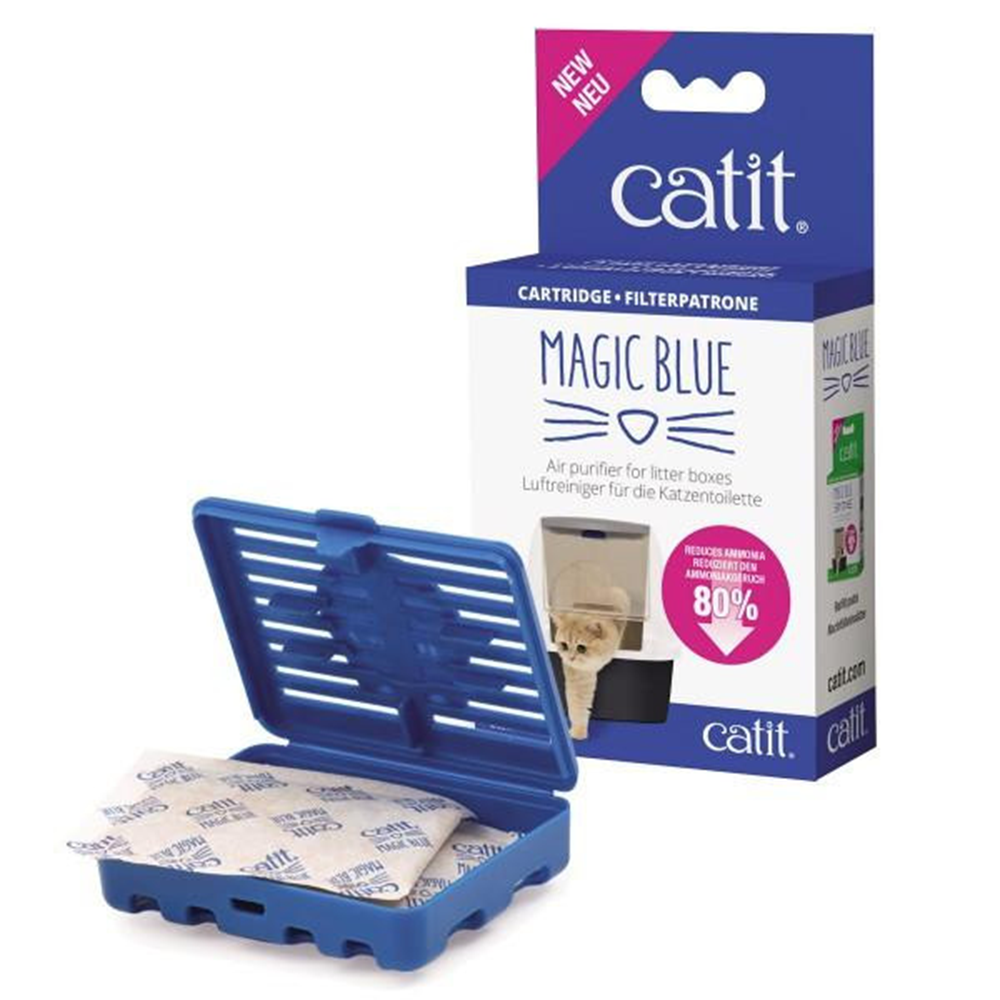 NEW
NEU
catit®
CARTRIDGE • FILTERPATRONE
MAGIC BLUE
Air purifier for litter boxes
Luftreiniger für die Katzentoilette
REDUCES AMMONIA
REDUZIERT DEN
AMMONIAKGERUCH
80%
catit®
MAGIC BLUE
catit
catit.com
catit
catit
MAGIC BLUE